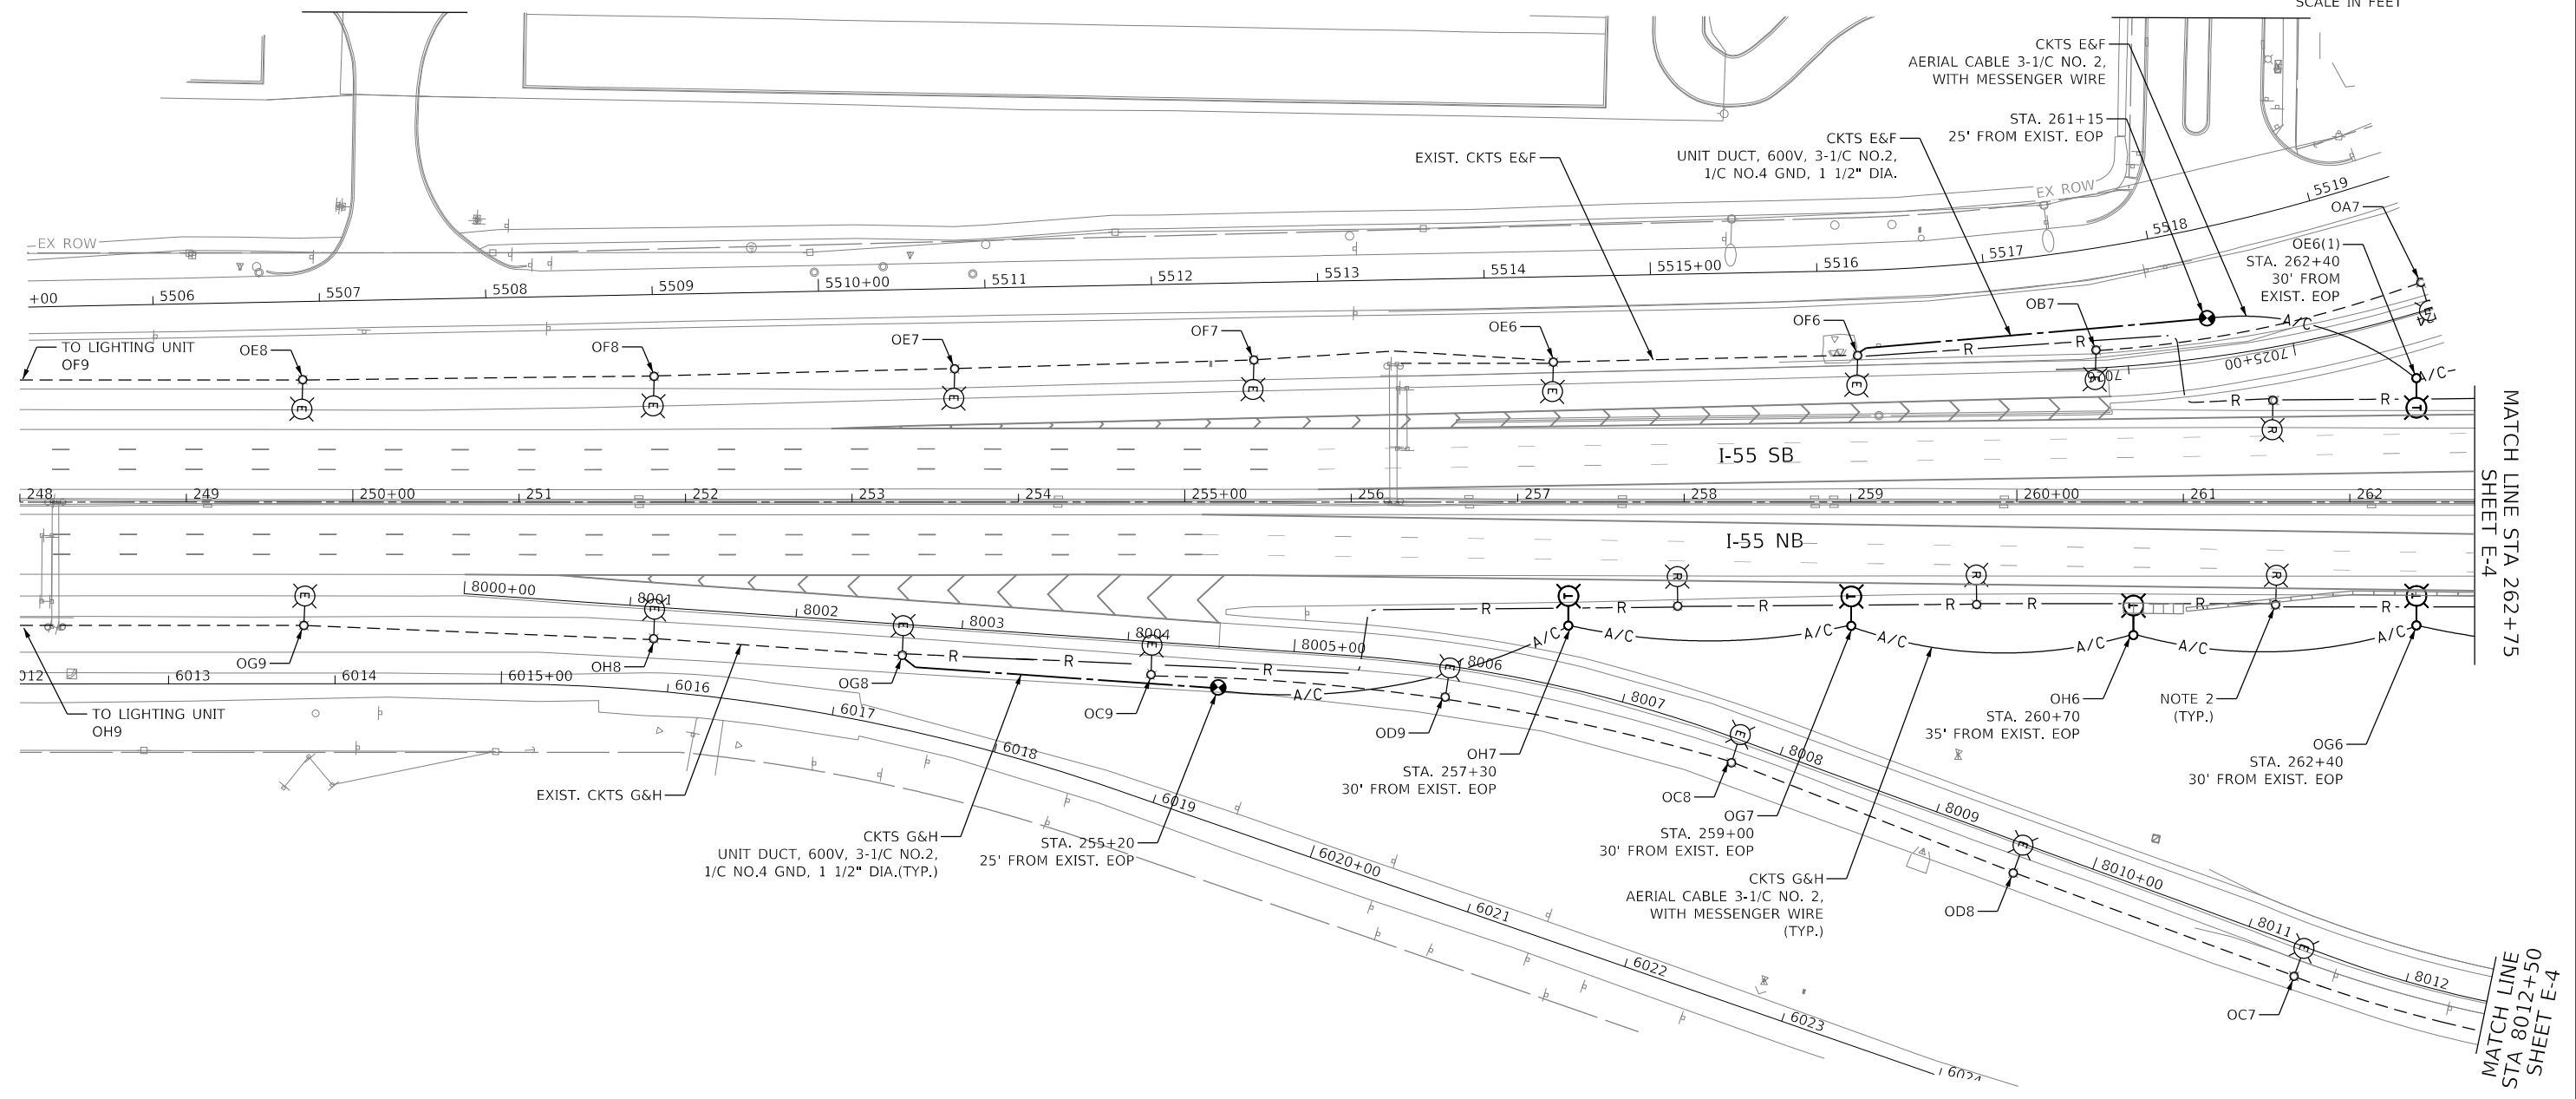 SCALE IN FEET
CKTS E&F
AERIAL CABLE 3-1/C NO. 2,
WITH MESSENGER WIRE
STA. 261+15
25' FROM EXIST. EOP
CKTS E&F
UNIT DUCT, 600V, 3-1/C NO.2,
1/C NO.4 GND, 1 1/2" DIA.
EXIST. CKTS E&F
EX ROW
EX ROW
5519
OA7
5518
OE6(1)
STA. 262+40
30' FROM
EXIST. EOP
+00
5506
5507
5508
5509
5510+00
5511
5512
5513
5514
5515+00
5516
5517
TO LIGHTING UNIT
OF9
OE8
OF8
OE7
OF7
OE6
OF6
OB7
A/C
7025+00
7026
A/C
R
R
R
R
E
E
E
E
E
E
R
T
I-55 SB
248
249
250+00
251
252
253
254
255+00
256
257
258
259
260+00
261
262
MATCH LINE STA 262+75
SHEET E-4
I-55 NB
E
E
E
E
E
R
R
R
T
T
T
T
8000+00
8001
8002
8003
8004
8005+00
8006
8007
8008
8009
8010+00
8011
8012
R
R
R
R
R
R
R
R
R
R
A/C
A/C
A/C
A/C
A/C
A/C
A/C
A/C
OG9
OH8
OG8
OC9
OD9
012
6013
6014
6015+00
6016
6017
6018
6019
6020+00
6021
6022
6023
6024
TO LIGHTING UNIT
OH9
EXIST. CKTS G&H
CKTS G&H
UNIT DUCT, 600V, 3-1/C NO.2,
1/C NO.4 GND, 1 1/2" DIA.(TYP.)
STA. 255+20
25' FROM EXIST. EOP
OH7
STA. 257+30
30' FROM EXIST. EOP
OC8
OG7
STA. 259+00
30' FROM EXIST. EOP
CKTS G&H
AERIAL CABLE 3-1/C NO. 2,
WITH MESSENGER WIRE
(TYP.)
OH6
STA. 260+70
35' FROM EXIST. EOP
NOTE 2
(TYP.)
OG6
STA. 262+40
30' FROM EXIST. EOP
E
E
E
OD8
OC7
MATCH LINE
STA 8012+50
SHEET E-4